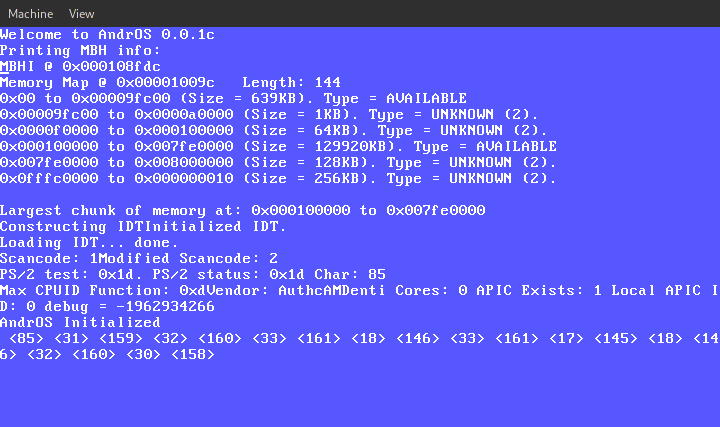 Machine View
Welcome to AndrOS 0.0.1c
Printing MBH info:
MBHI @ 0x000108fdc
Memory Map @ 0x00001009c   Length: 144
0x00 to 0x00009fc00 (Size = 639KB). Type = AVAILABLE
0x00009fc00 to 0x0000a0000 (Size = 1KB). Type = UNKNOWN (2).
0x0000f0000 to 0x000100000 (Size = 64KB). Type = UNKNOWN (2).
0x000100000 to 0x007fe0000 (Size = 129920KB). Type = AVAILABLE
0x007fe0000 to 0x008000000 (Size = 128KB). Type = UNKNOWN (2).
0x0fffc0000 to 0x000000010 (Size = 256KB). Type = UNKNOWN (2).
Largest chunk of memory at: 0x000100000 to 0x007fe0000
Constructing IDTInitialized IDT.
Loading IDT... done.
Scancode: 1Modified Scancode: 2
PS/2 test: 0x1d. PS/2 status: 0x1d Char: 85
Max CPUID Function: 0xdVendor: AuthcAMDenti Cores: 0 APIC Exists: 1 Local APIC I
D: 0 debug = -1962934266
AndrOS Initialized
<85> <31> <159> <32> <160> <33> <161> <18> <146> <33> <161> <17> <145> <18> <14
6> <32> <160> <30> <158>